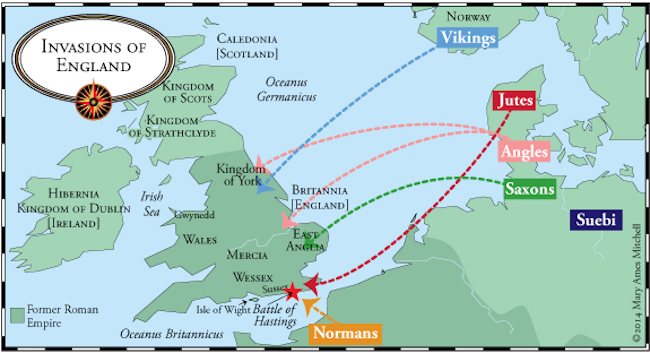 INVASIONS OF
ENGLAND
CALEDONIA
[SCOTLAND]
NORWAY
Vikings
KINGDOM
OF SCOTS
Oceanus
Germanicus
Jutes
KINGDOM
OF STRATHCLYDE
Angles
Kingdom
of York
HIBERNIA
KINGDOM OF DUBLIN
[IRELAND]
Irish
Sea
BRITANNIA
[ENGLAND]
Saxons
Gwynedd
Suebi
WALES
EAST
ANGLIA
MERCIA
WESSEX
Sussex
Isle of Wight
Battle of
Hastings
Former Roman
Empire
Oceanus Britannicus
Normans
©2014 Mary Ames Mitchell